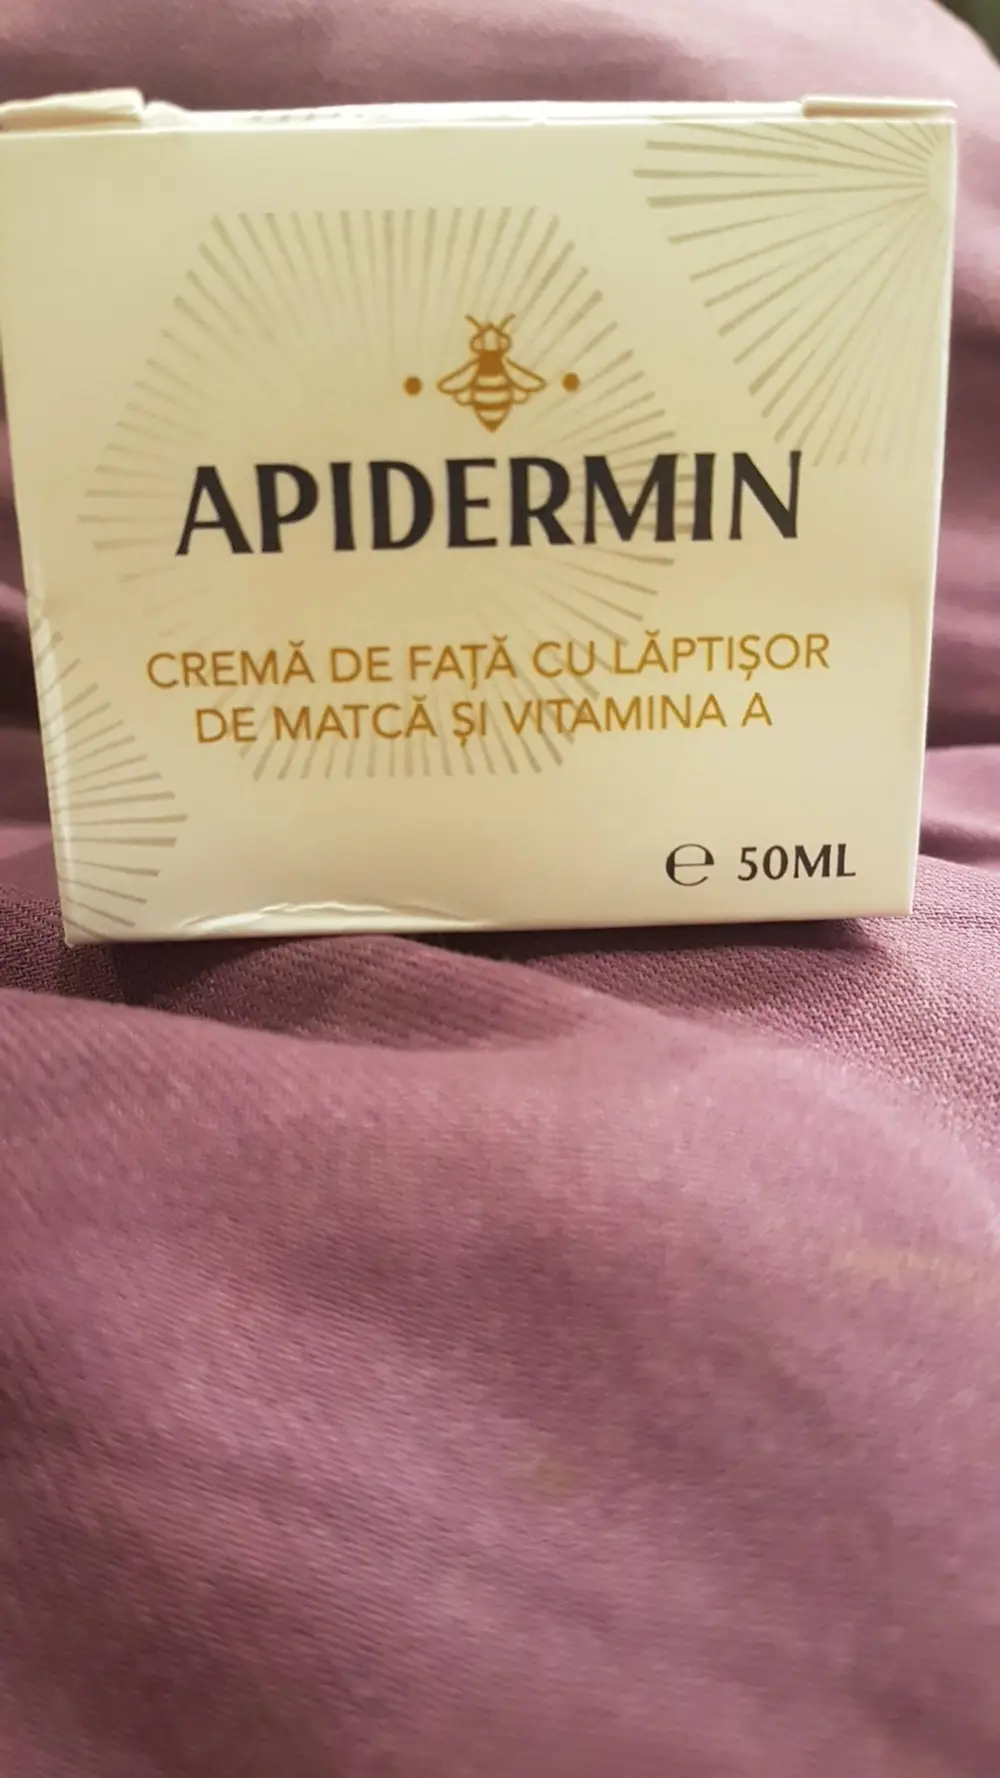 APIDERMIN
CREMĂ DE FAȚĂ CU LĂPTIȘOR
DE MATCĂ ȘI VITAMINA A
℮ 50ML